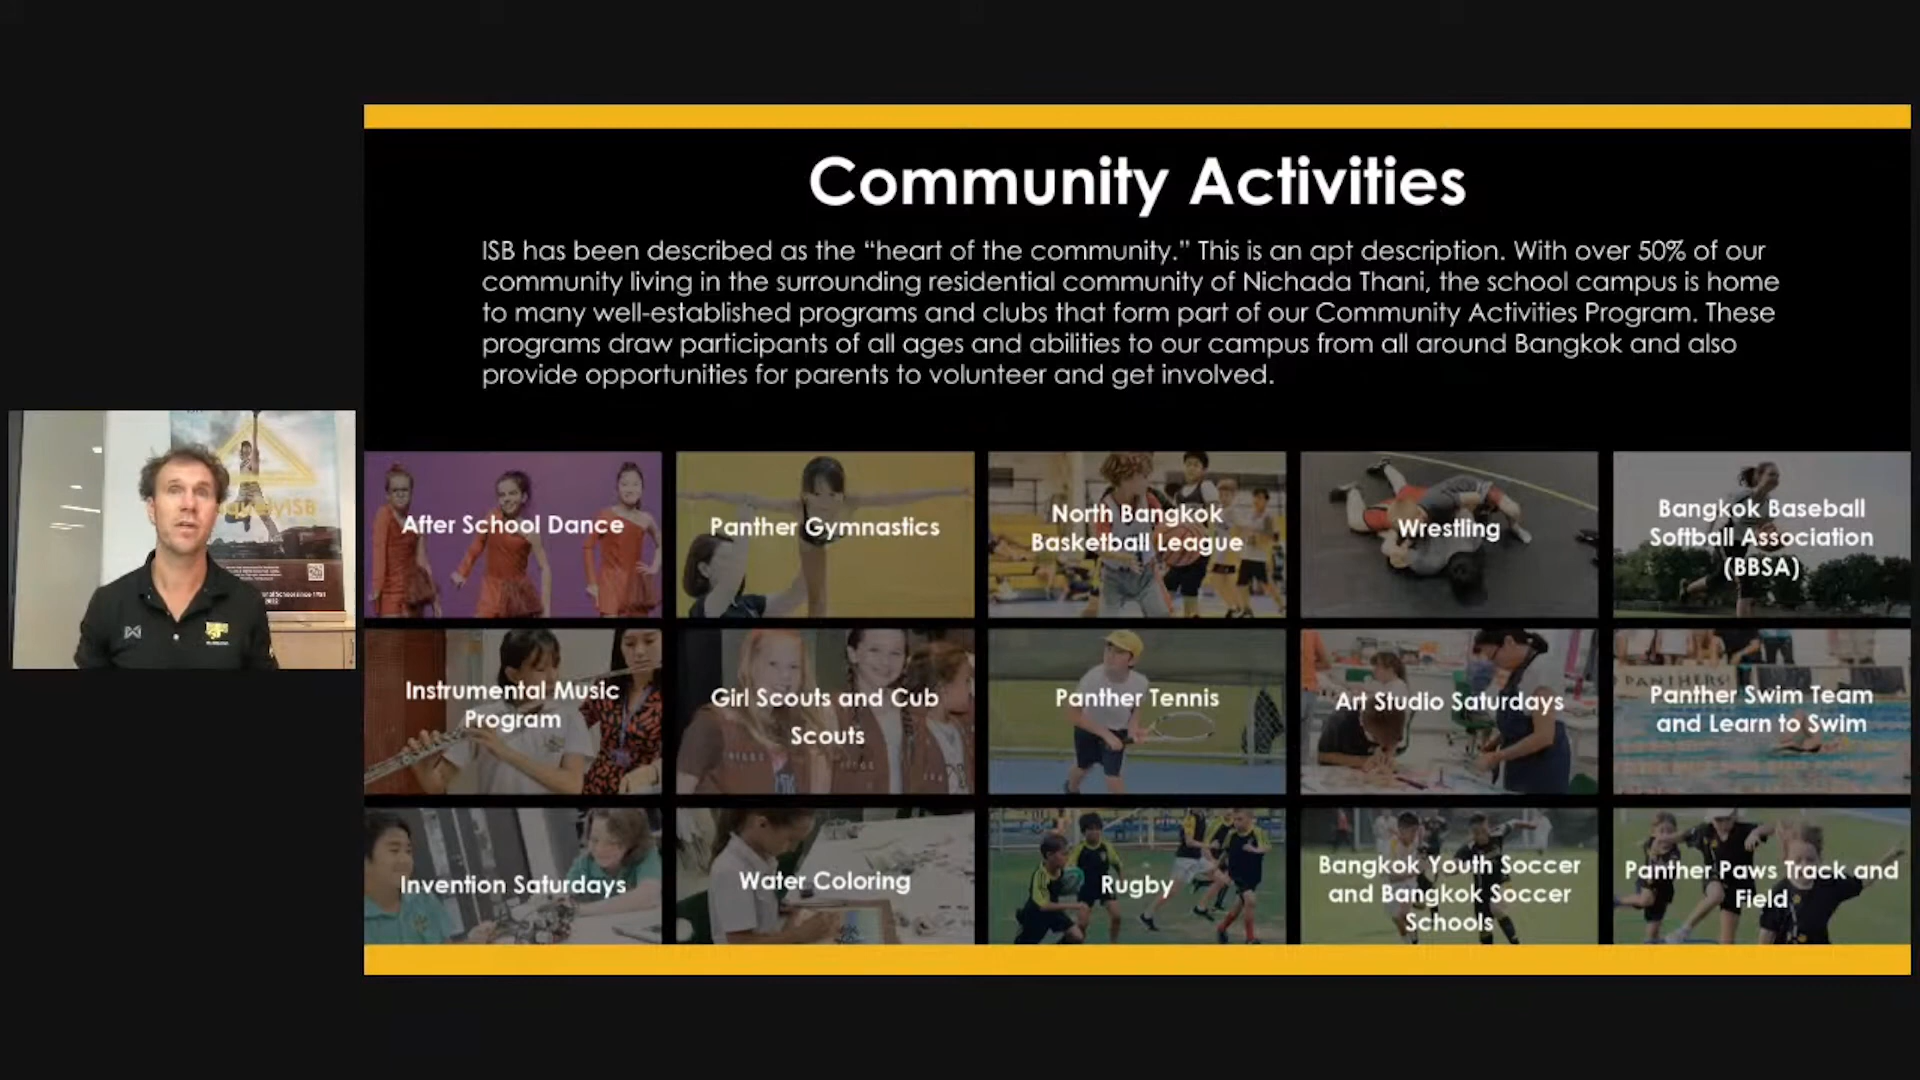 Community Activities
ISB has been described as the “heart of the community.” This is an apt description. With over 50% of our
community living in the surrounding residential community of Nichada Thani, the school campus is home
to many well-established programs and clubs that form part of our Community Activities Program. These
programs draw participants of all ages and abilities to our campus from all around Bangkok and also
provide opportunities for parents to volunteer and get involved.
After School Dance
Panther Gymnastics
North Bangkok
Basketball League
Wrestling
Bangkok Baseball
Softball Association
(BBSA)
Instrumental Music
Program
Girl Scouts and Cub
Scouts
Panther Tennis
Art Studio Saturdays
PANTHERS!
Panther Swim Team
and Learn to Swim
Invention Saturdays
Water Coloring
Rugby
Bangkok Youth Soccer
and Bangkok Soccer
Schools
Panther Paws Track and
Field